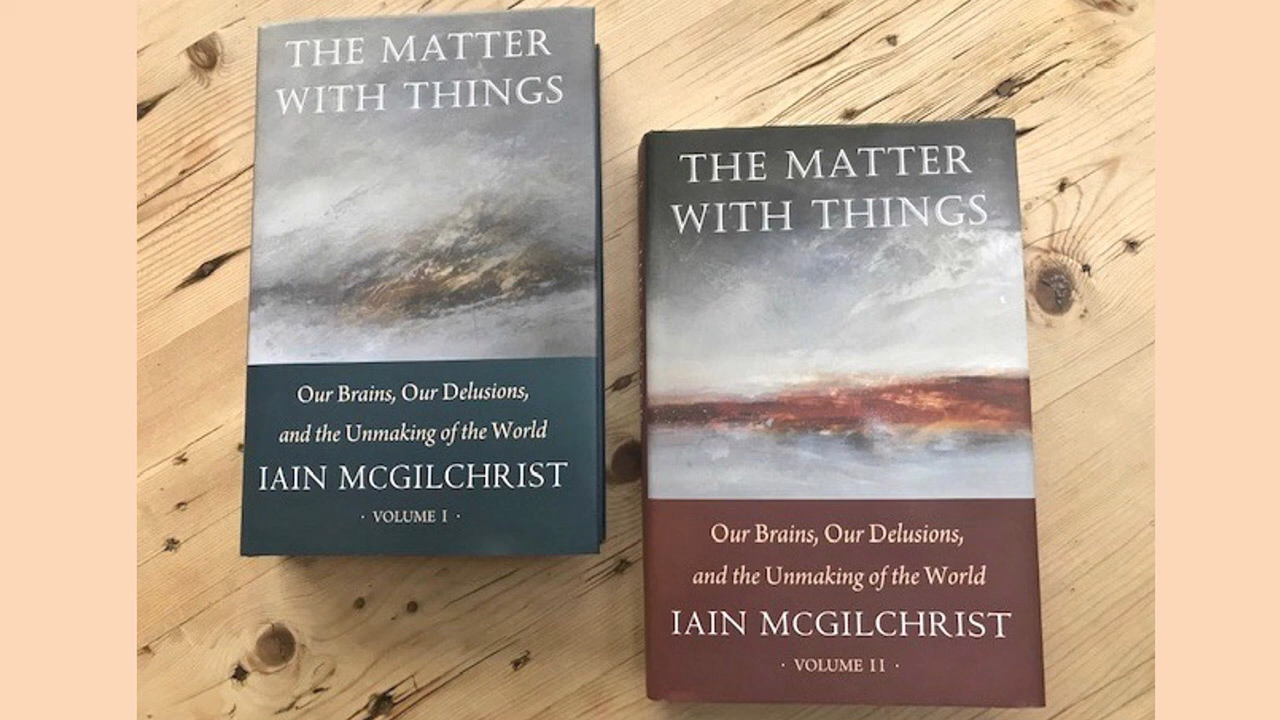 THE MATTER
WITH THINGS
Our Brains, Our Delusions,
and the Unmaking of the World
IAIN MCGILCHRIST
· VOLUME I ·
THE MATTER
WITH THINGS
Our Brains, Our Delusions,
and the Unmaking of the World
IAIN MCGILCHRIST
· VOLUME II ·